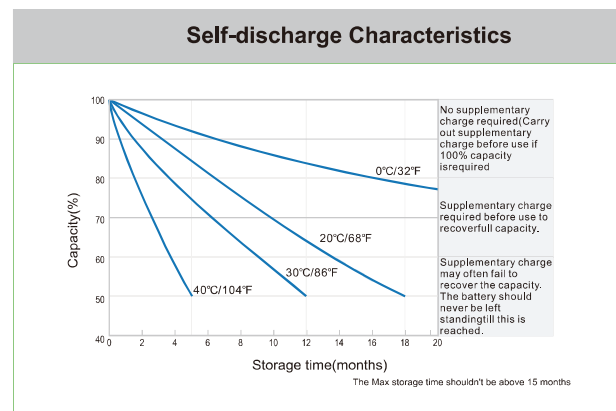 Self-discharge Characteristics
Capacity(%)
100
90
80
70
60
50
40
0 2 4 6 8 10 12 14 16 18 20
Storage time(months)
0℃/32℉
20℃/68℉
30℃/86℉
40℃/104℉
No supplementary
charge required(Carry
out supplementary
charge before use if
100% capacity
isrequired
Supplementary charge
required before use to
recoverfull capacity.
Supplementary charge
may often fail to
recover the capacity.
The battery should
never be left
standingtill this is
reached.
The Max storage time shouldn't be above 15 months